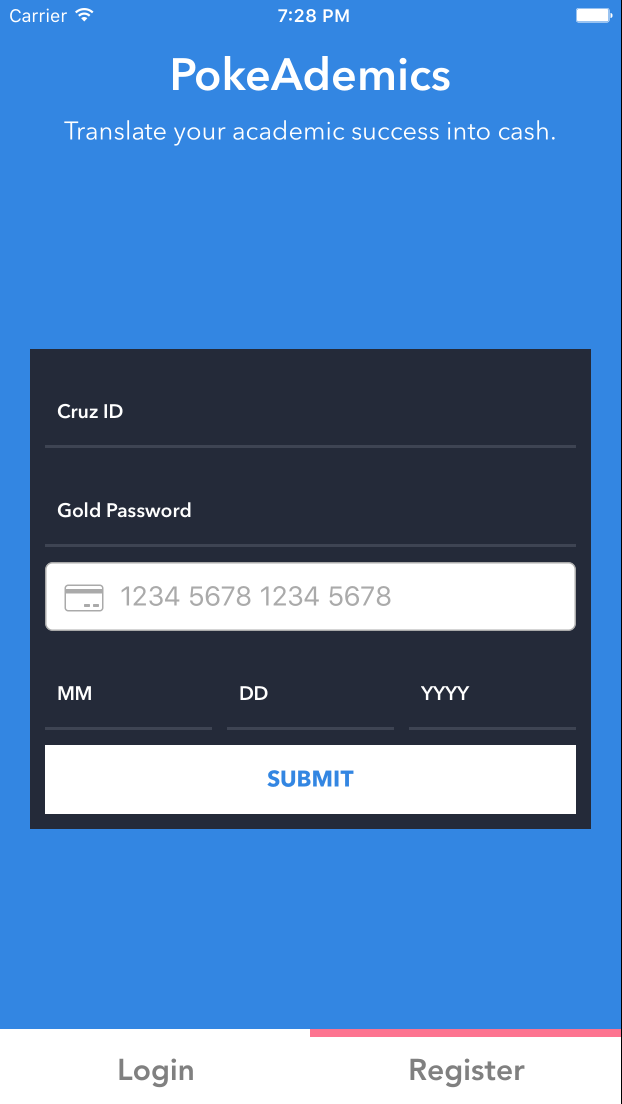 Carrier 7:28 PM
PokeAdemics
Translate your academic success into cash.
Cruz ID
Gold Password
1234 5678 1234 5678
MM DD YYYY
SUBMIT
Login Register